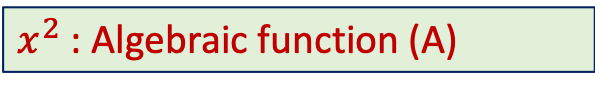 x² : Algebraic function (A)